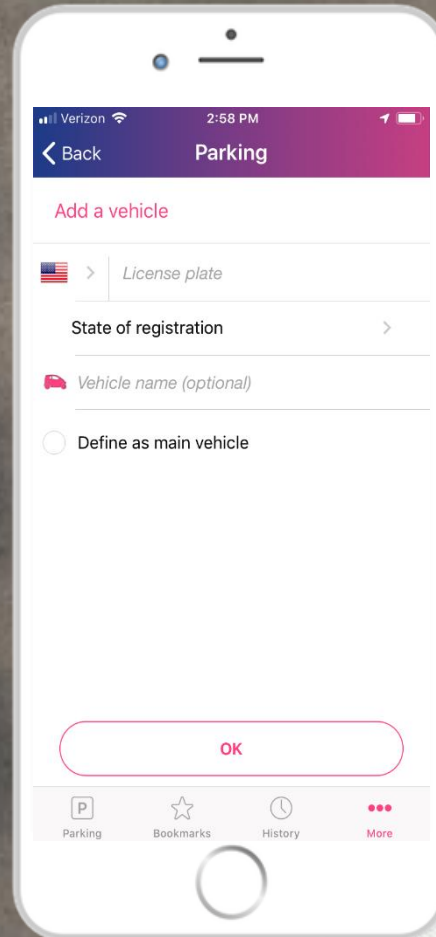 Verizon 2:58 PM
Back Parking
Add a vehicle
License plate
State of registration
Vehicle name (optional)
Define as main vehicle
OK
P
Parking Bookmarks History More